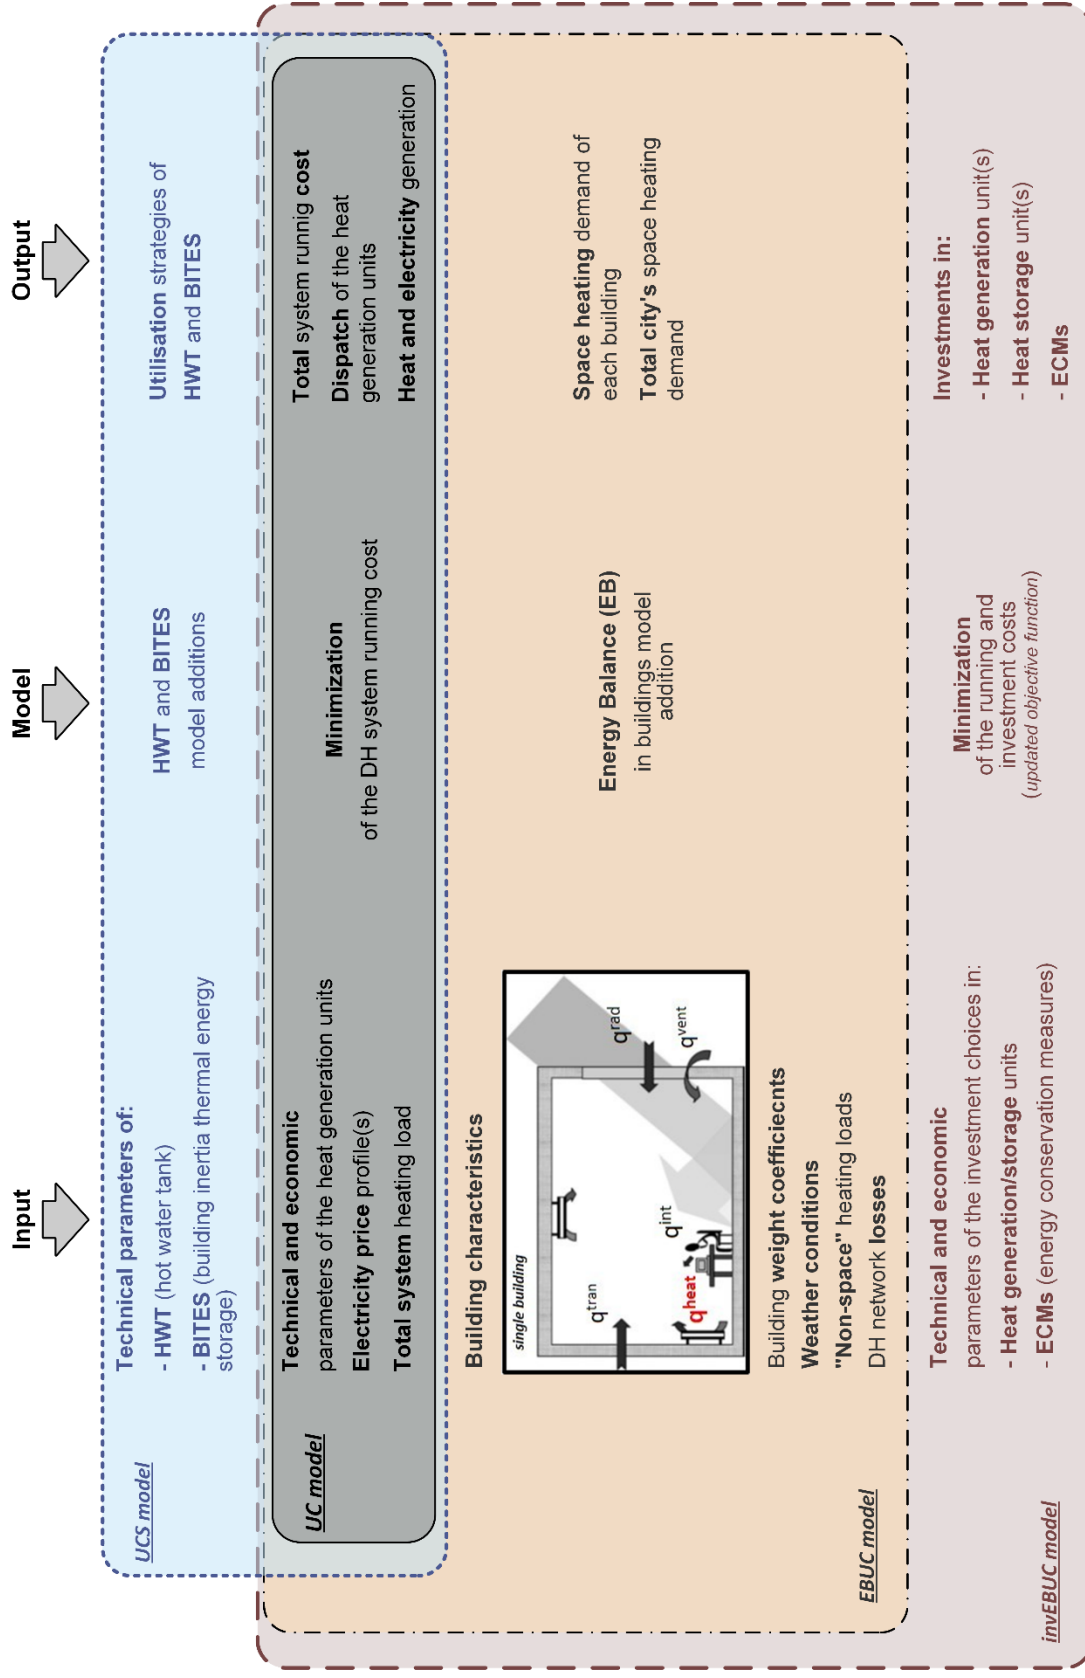 Input
Model
Output
UCS model
Technical parameters of:
- HWT (hot water tank)
- BITES (building inertia thermal energy
storage)
HWT and BITES
model additions
Utilisation strategies of
HWT and BITES
UC model
Technical and economic
parameters of the heat generation units
Electricity price profile(s)
Total system heating load
Minimization
of the DH system running cost
Total system runnig cost
Dispatch of the heat
generation units
Heat and electricity generation
EBUC model
Building characteristics
single building
q^tran
q^int
q^heat
q^rad
q^vent
Building weight coefficiecnts
Weather conditions
"Non-space" heating loads
DH network losses
Energy Balance (EB)
in buildings model
addition
Space heating demand of
each building
Total city's space heating
demand
invEBUC model
Technical and economic
parameters of the investment choices in:
- Heat generation/storage units
- ECMs (energy conservation measures)
Minimization
of the running and
investment costs
(updated objective function)
Investments in:
- Heat generation unit(s)
- Heat storage unit(s)
- ECMs